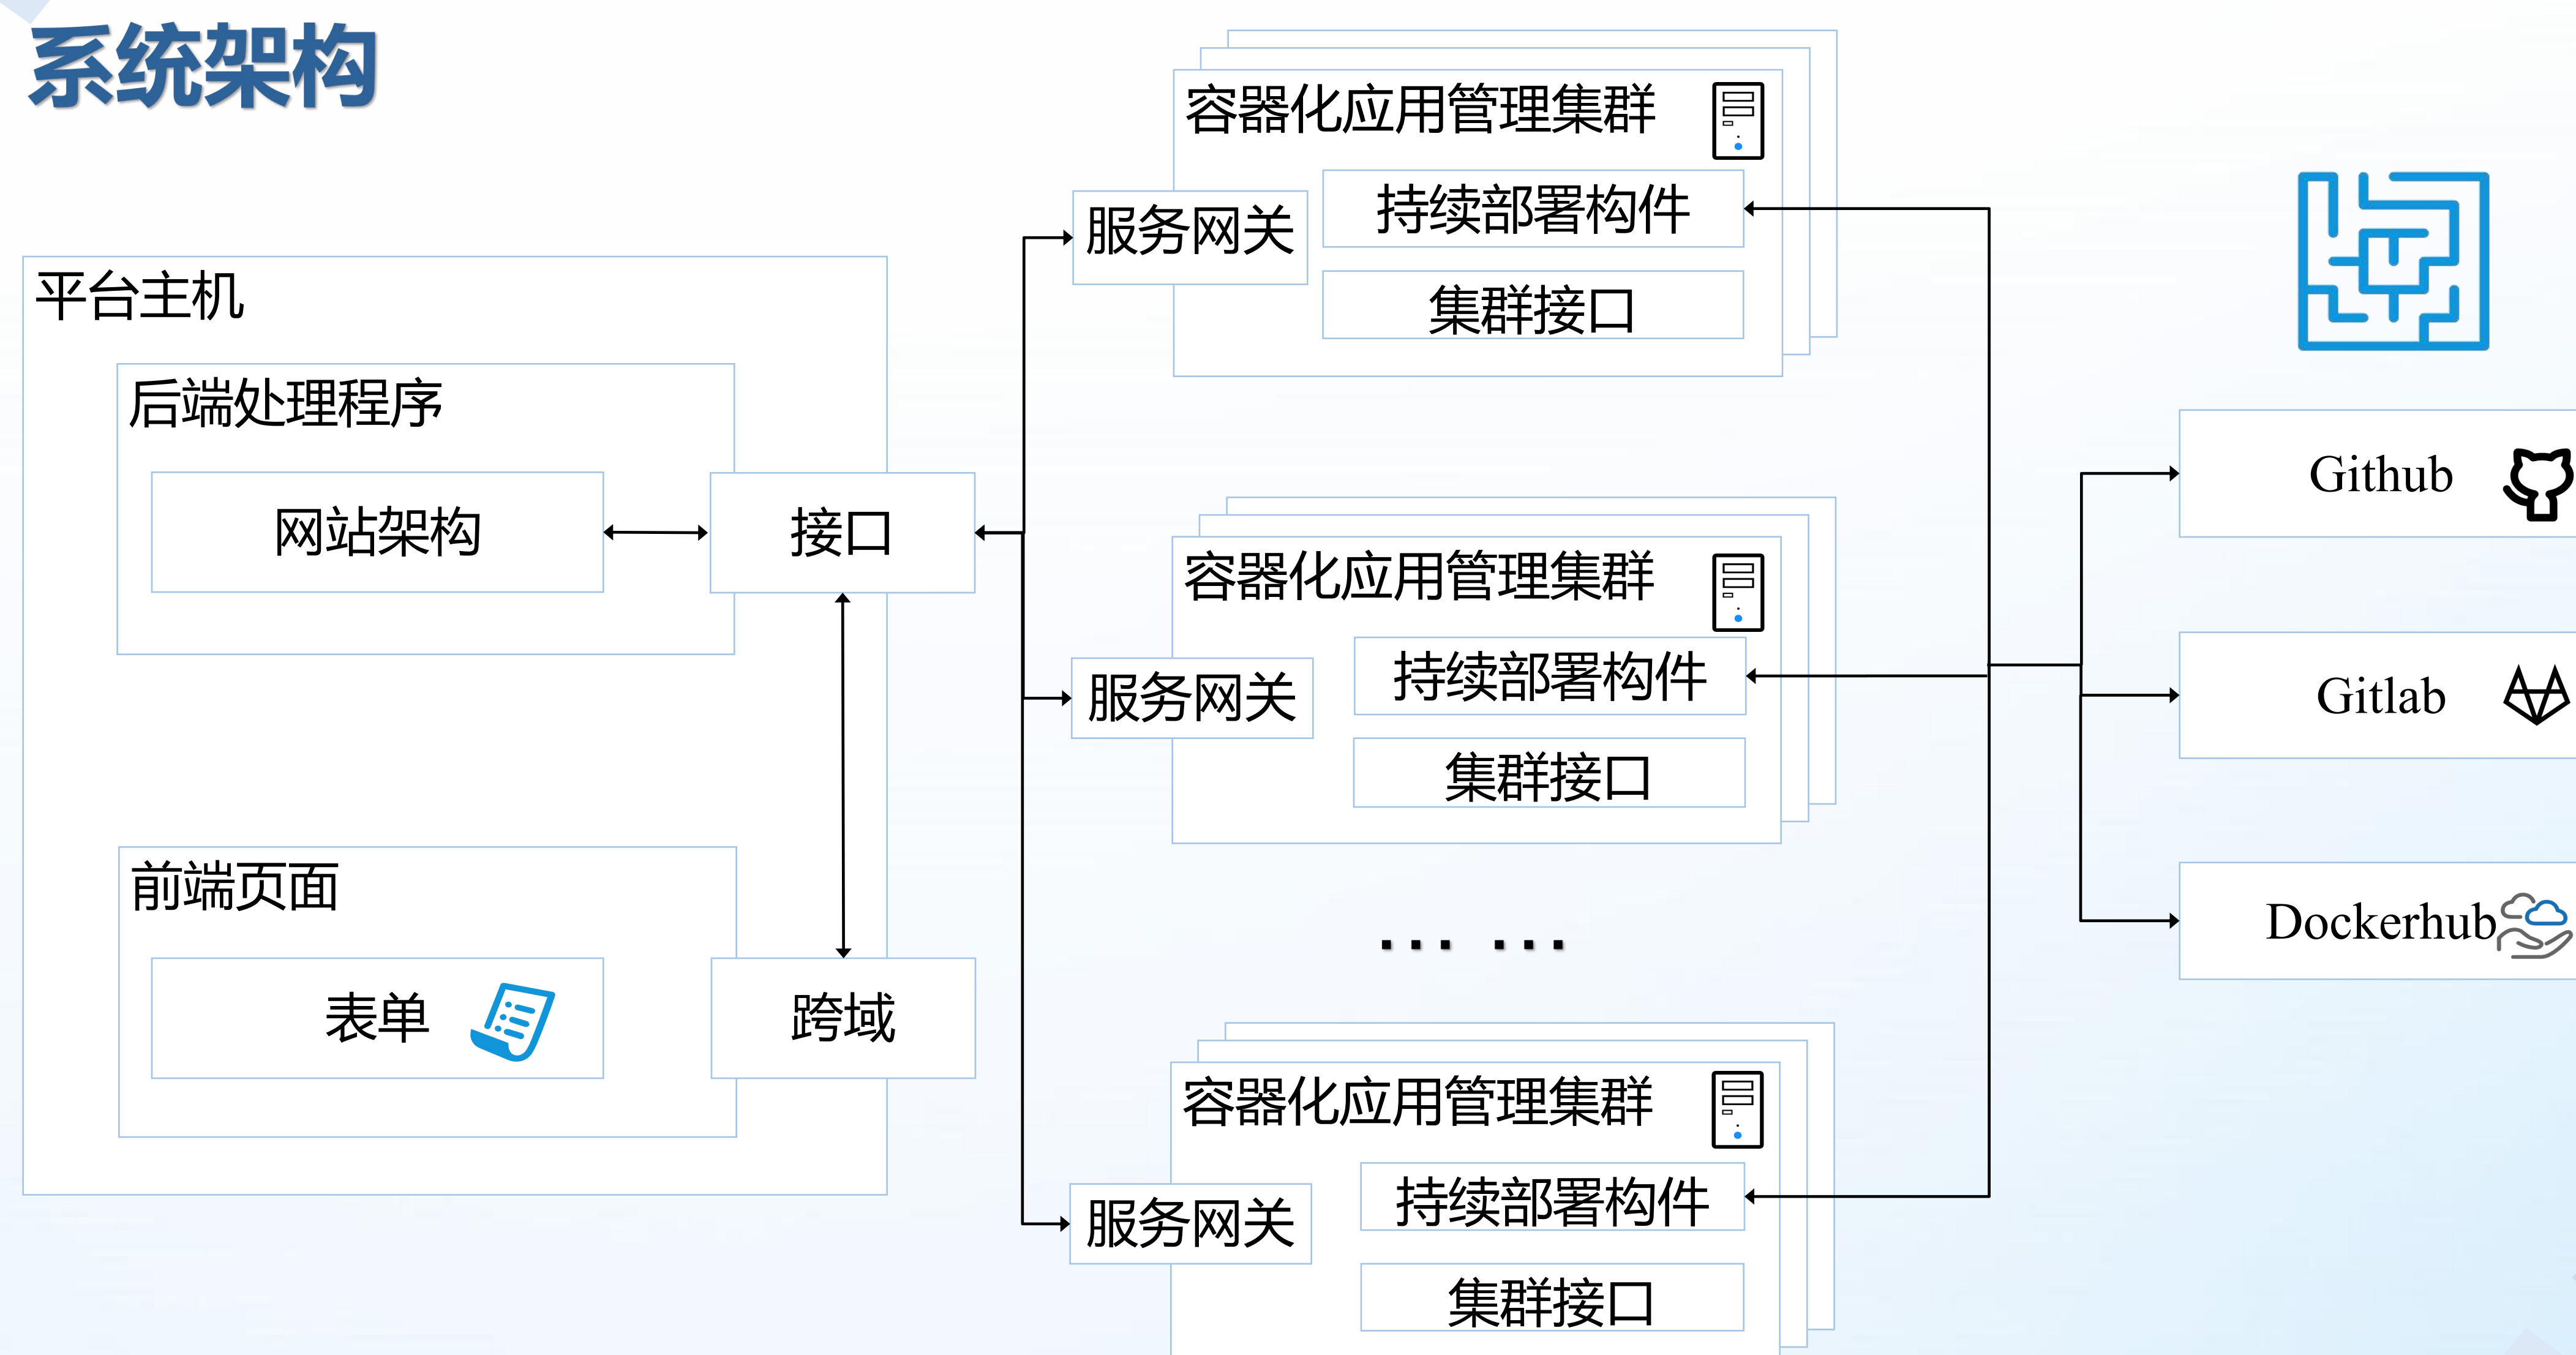 系统架构
平台主机
后端处理程序
网站架构
接口
前端页面
表单
跨域
容器化应用管理集群
服务网关
持续部署构件
集群接口
容器化应用管理集群
服务网关
持续部署构件
集群接口
... ...
容器化应用管理集群
服务网关
持续部署构件
集群接口
Github
Gitlab
Dockerhub